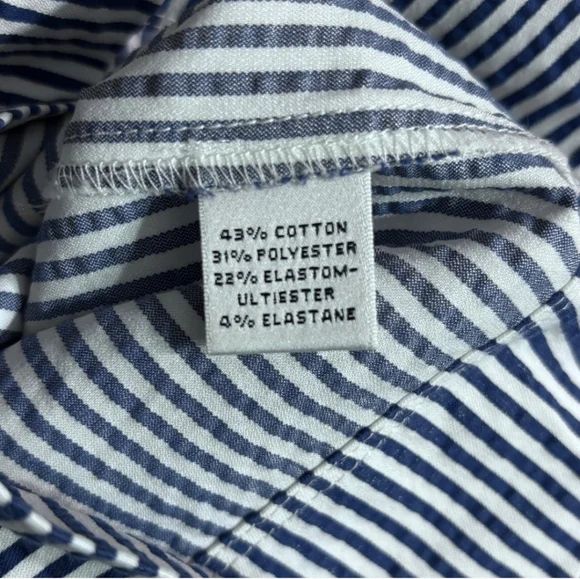 43% COTTON
31% POLYESTER
22% ELASTOM-
ULTIESTER
4% ELASTANE